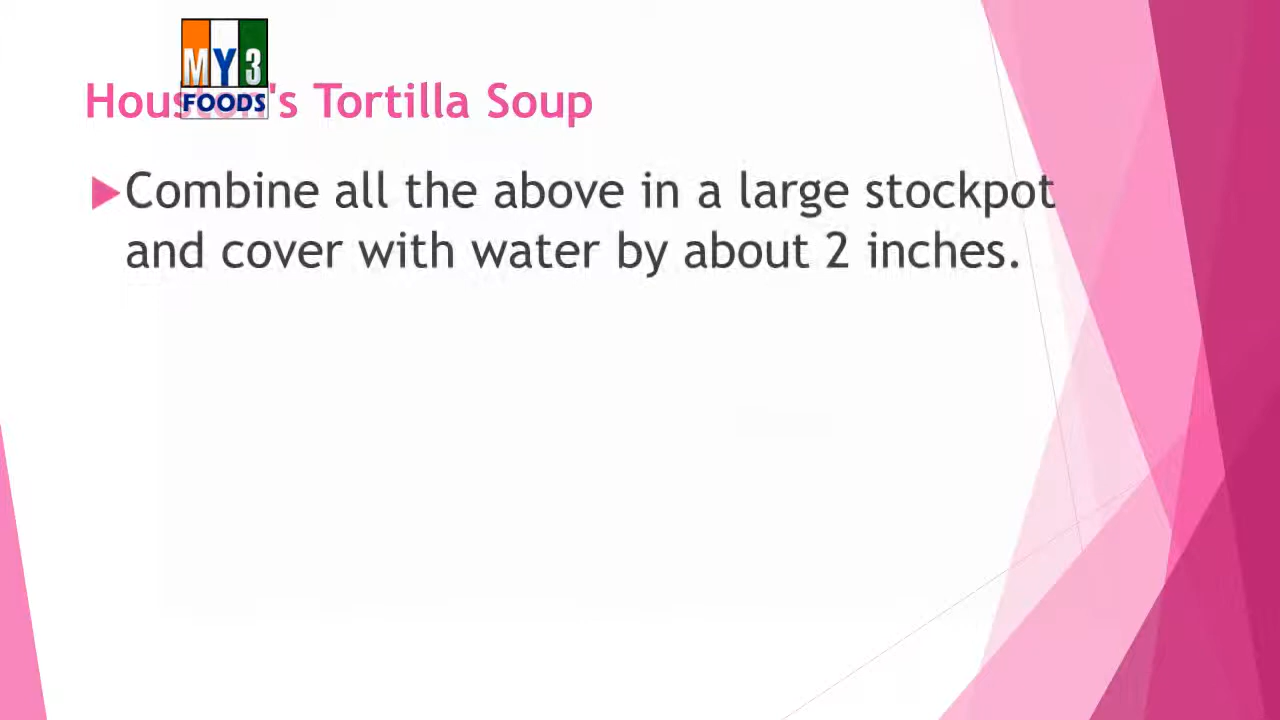 MY3
FOODS
Houston's Tortilla Soup
Combine all the above in a large stockpot
and cover with water by about 2 inches.